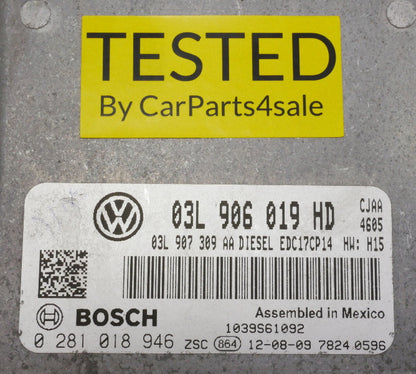 TESTED
By CarParts4sale
03L 906 019 HD CJAA
4605
03L 907 309 AA DIESEL EDC17CP14 HW: H15
Assembled in Mexico
BOSCH
1039S61092
0 281 018 946 ZSC 864 12-08-09 7824 0596